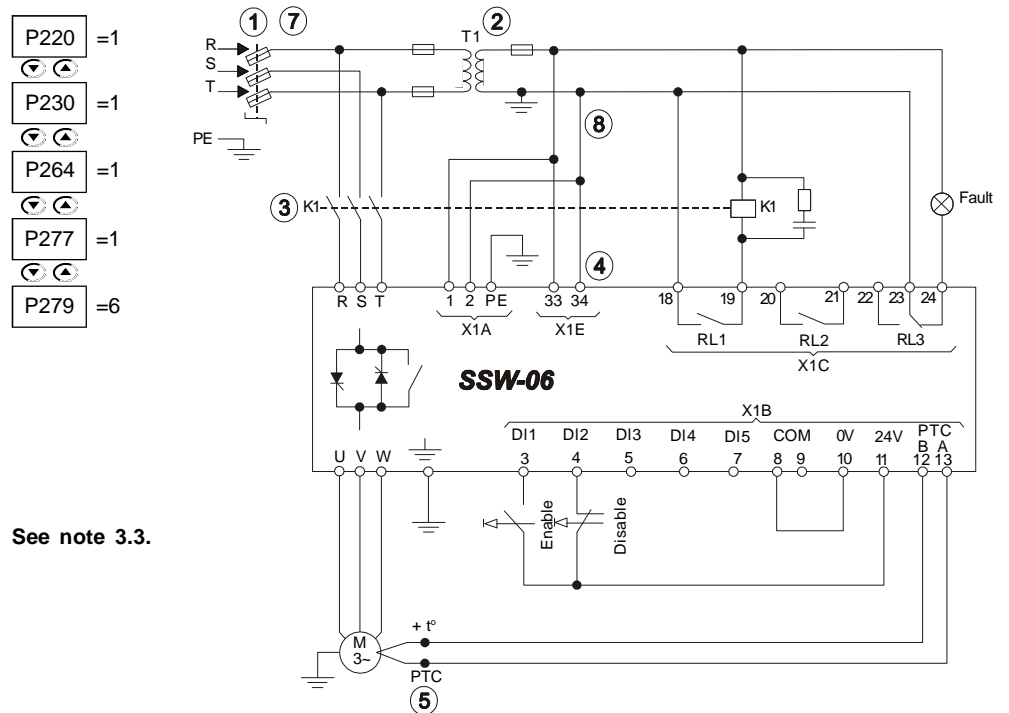 P220 =1
P230 =1
P264 =1
P277 =1
P279 =6
See note 3.3.
1 7 2
R
S
T
T1
PE
8
3 K1
K1
Fault
4
R S T 1 2 PE 33 34 18 19 20 21 22 23 24
X1A X1E RL1 RL2 RL3
X1C
SSW-06
X1B
DI1 DI2 DI3 DI4 DI5 COM 0V 24V PTC
B A
U V W 3 4 5 6 7 8 9 10 11 12 13
Enable
Disable
+ tº
M
3~
PTC
5